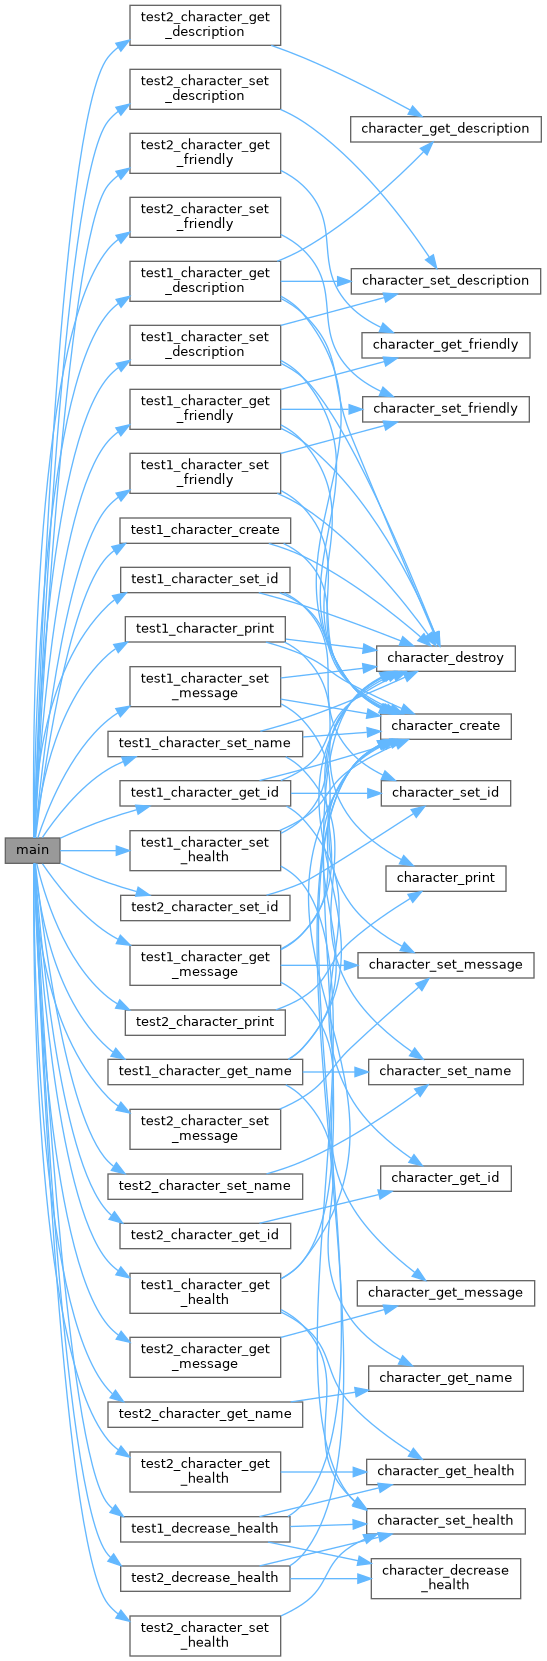 main
test2_character_get
_description
test2_character_set
_description
test2_character_get
_friendly
test2_character_set
_friendly
test1_character_get
_description
test1_character_set
_description
test1_character_get
_friendly
test1_character_set
_friendly
test1_character_create
test1_character_set_id
test1_character_print
test1_character_set
_message
test1_character_set_name
test1_character_get_id
test1_character_set
_health
test2_character_set_id
test1_character_get
_message
test2_character_print
test1_character_get_name
test2_character_set
_message
test2_character_set_name
test2_character_get_id
test1_character_get
_health
test2_character_get
_message
test2_character_get_name
test2_character_get
_health
test1_decrease_health
test2_decrease_health
test2_character_set
_health
character_get_description
character_set_description
character_get_friendly
character_set_friendly
character_destroy
character_create
character_set_id
character_print
character_set_message
character_set_name
character_get_id
character_get_message
character_get_name
character_get_health
character_set_health
character_decrease
_health